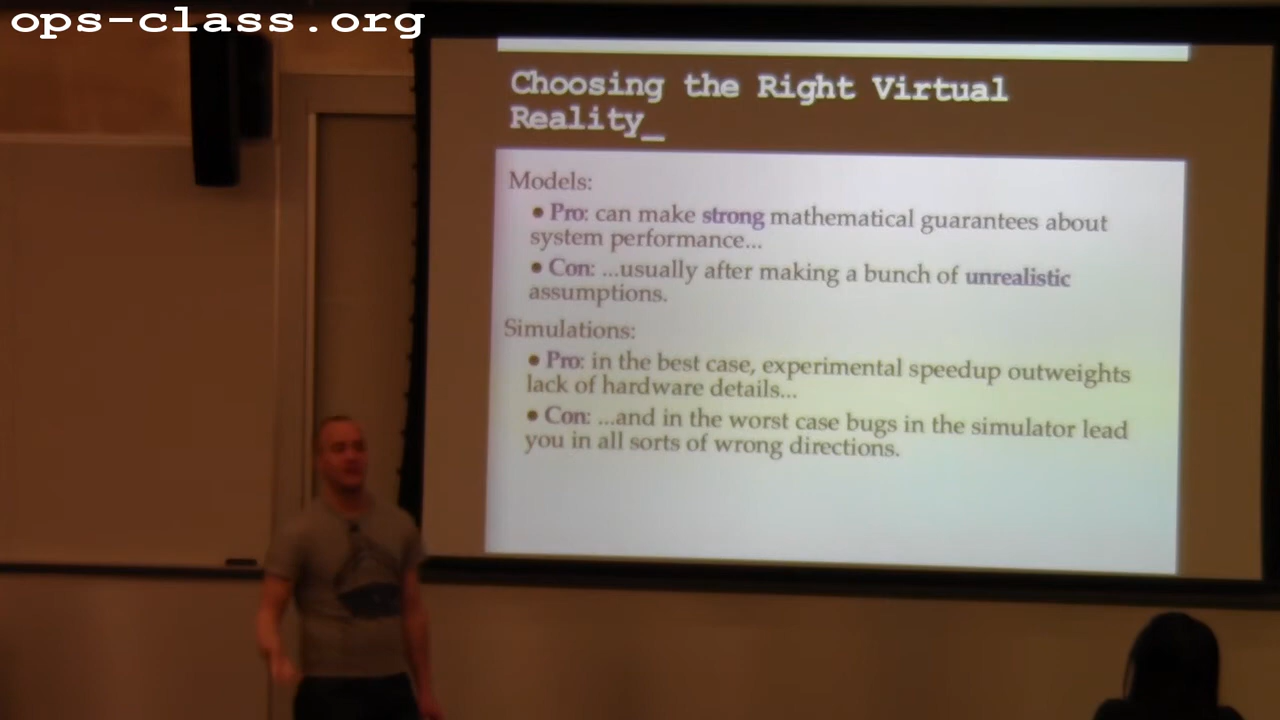 ops-class.org
Choosing the Right Virtual
Reality_
Models:
• Pro: can make strong mathematical guarantees about
system performance...
• Con: ...usually after making a bunch of unrealistic
assumptions.
Simulations:
• Pro: in the best case, experimental speedup outweights
lack of hardware details...
• Con: ...and in the worst case bugs in the simulator lead
you in all sorts of wrong directions.